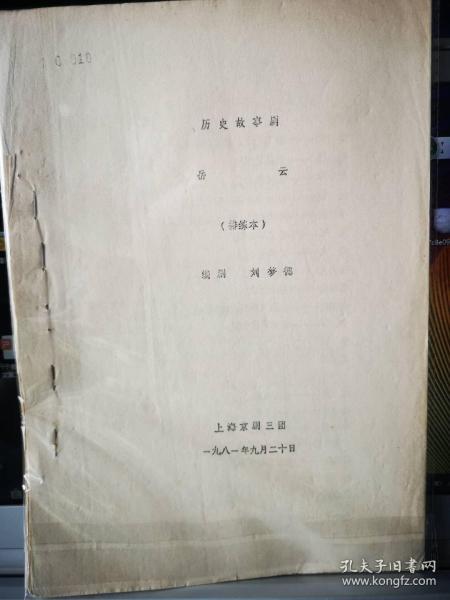 C 010
历史故事剧
岳 云
(排练本)
编剧 刘梦德
上海京剧三团
一九八一年九月二十日
孔夫子旧书网
www.kongfz.com